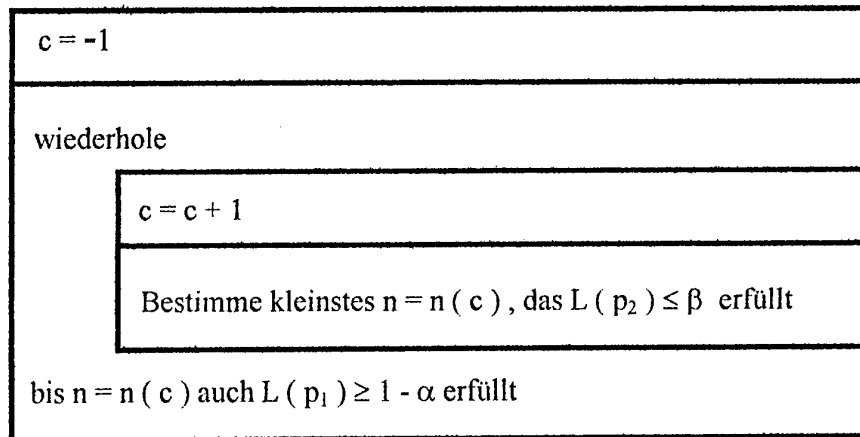 c = -1
wiederhole
c = c + 1
Bestimme kleinstes n = n ( c ) , das L ( p₂ ) ≤ β erfüllt
bis n = n ( c ) auch L ( p₁ ) ≥ 1 - α erfüllt